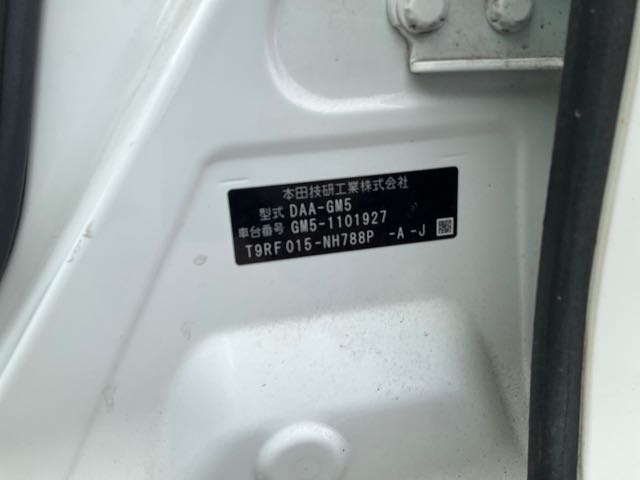 本田技研工業株式会社
型式 DAA-GM5
車台番号 GM5-1101927
T9RF015-NH788P -A-J